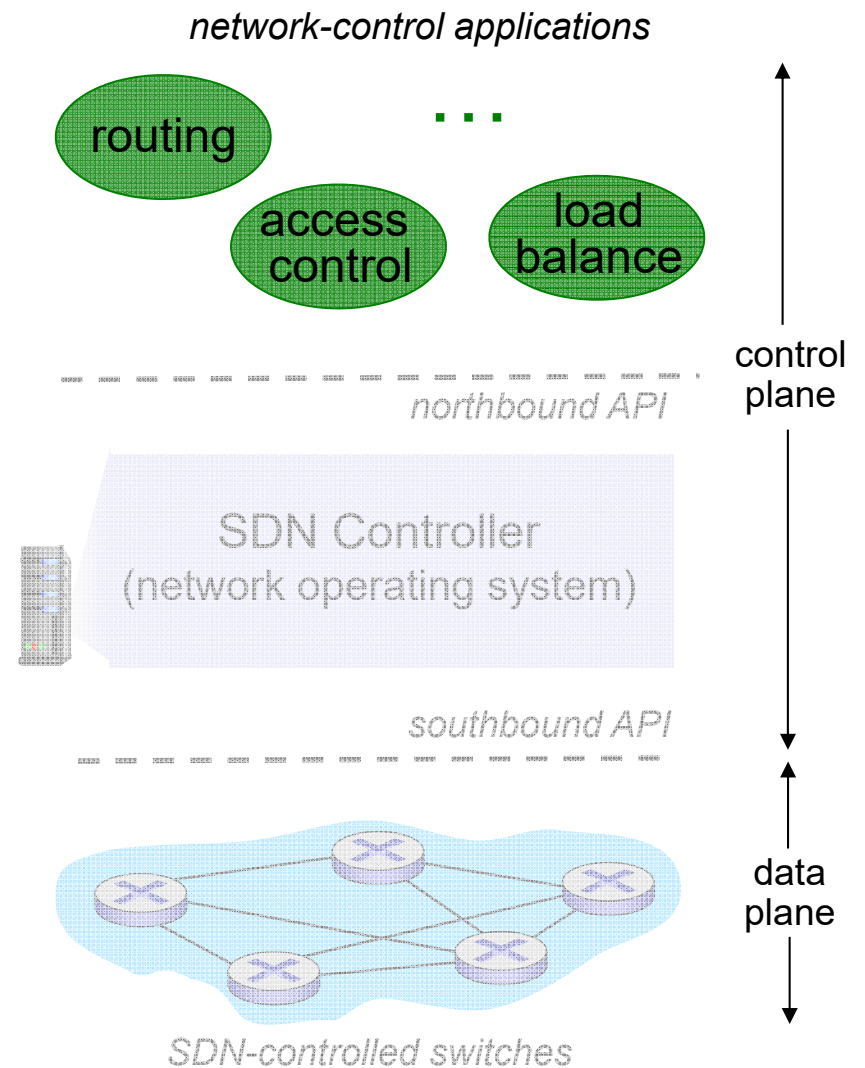 network-control applications
routing
...
access
control
load
balance
control
plane
northbound API
SDN Controller
(network operating system)
southbound API
data
plane
SDN-controlled switches